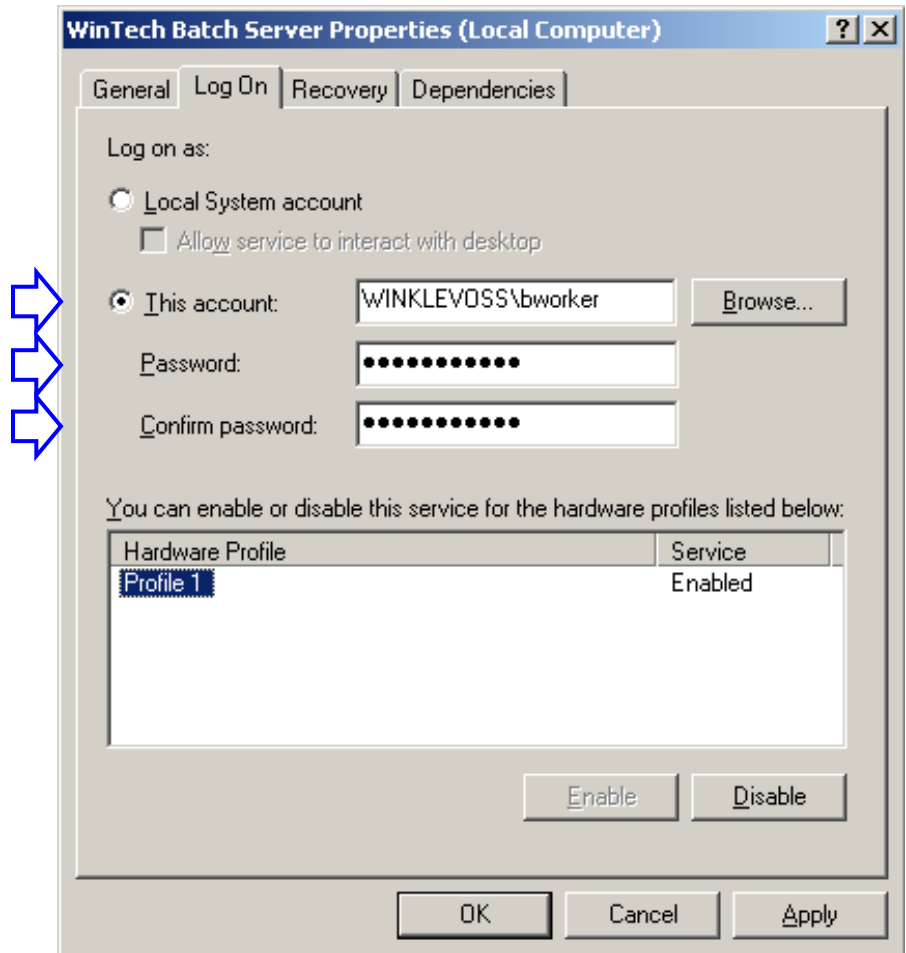 WinTech Batch Server Properties (Local Computer)
General Log On Recovery Dependencies
Log on as:
Local System account
Allow service to interact with desktop
This account: WINKLEVOSS\bworker Browse...
Password: •••••••••••
Confirm password: •••••••••••
You can enable or disable this service for the hardware profiles listed below:
Hardware Profile Service
Profile 1 Enabled
Enable Disable
OK Cancel Apply